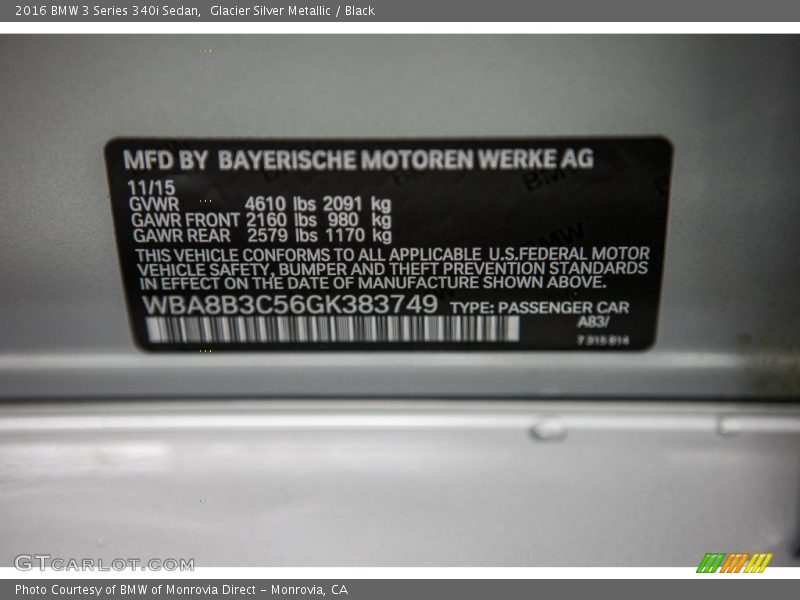 2016 BMW 3 Series 340i Sedan,  Glacier Silver Metallic / Black
MFD BY BAYERISCHE MOTOREN WERKE AG
11/15
GVWR 4610 lbs 2091 kg
GAWR FRONT 2160 lbs 980 kg
GAWR REAR 2579 lbs 1170 kg
THIS VEHICLE CONFORMS TO ALL APPLICABLE U.S.FEDERAL MOTOR
VEHICLE SAFETY, BUMPER AND THEFT PREVENTION STANDARDS
IN EFFECT ON THE DATE OF MANUFACTURE SHOWN ABOVE.
WBA8B3C56GK383749 TYPE: PASSENGER CAR
A83/
7 315 814
GTCARLOT.COM
Photo Courtesy of BMW of Monrovia Direct - Monrovia, CA